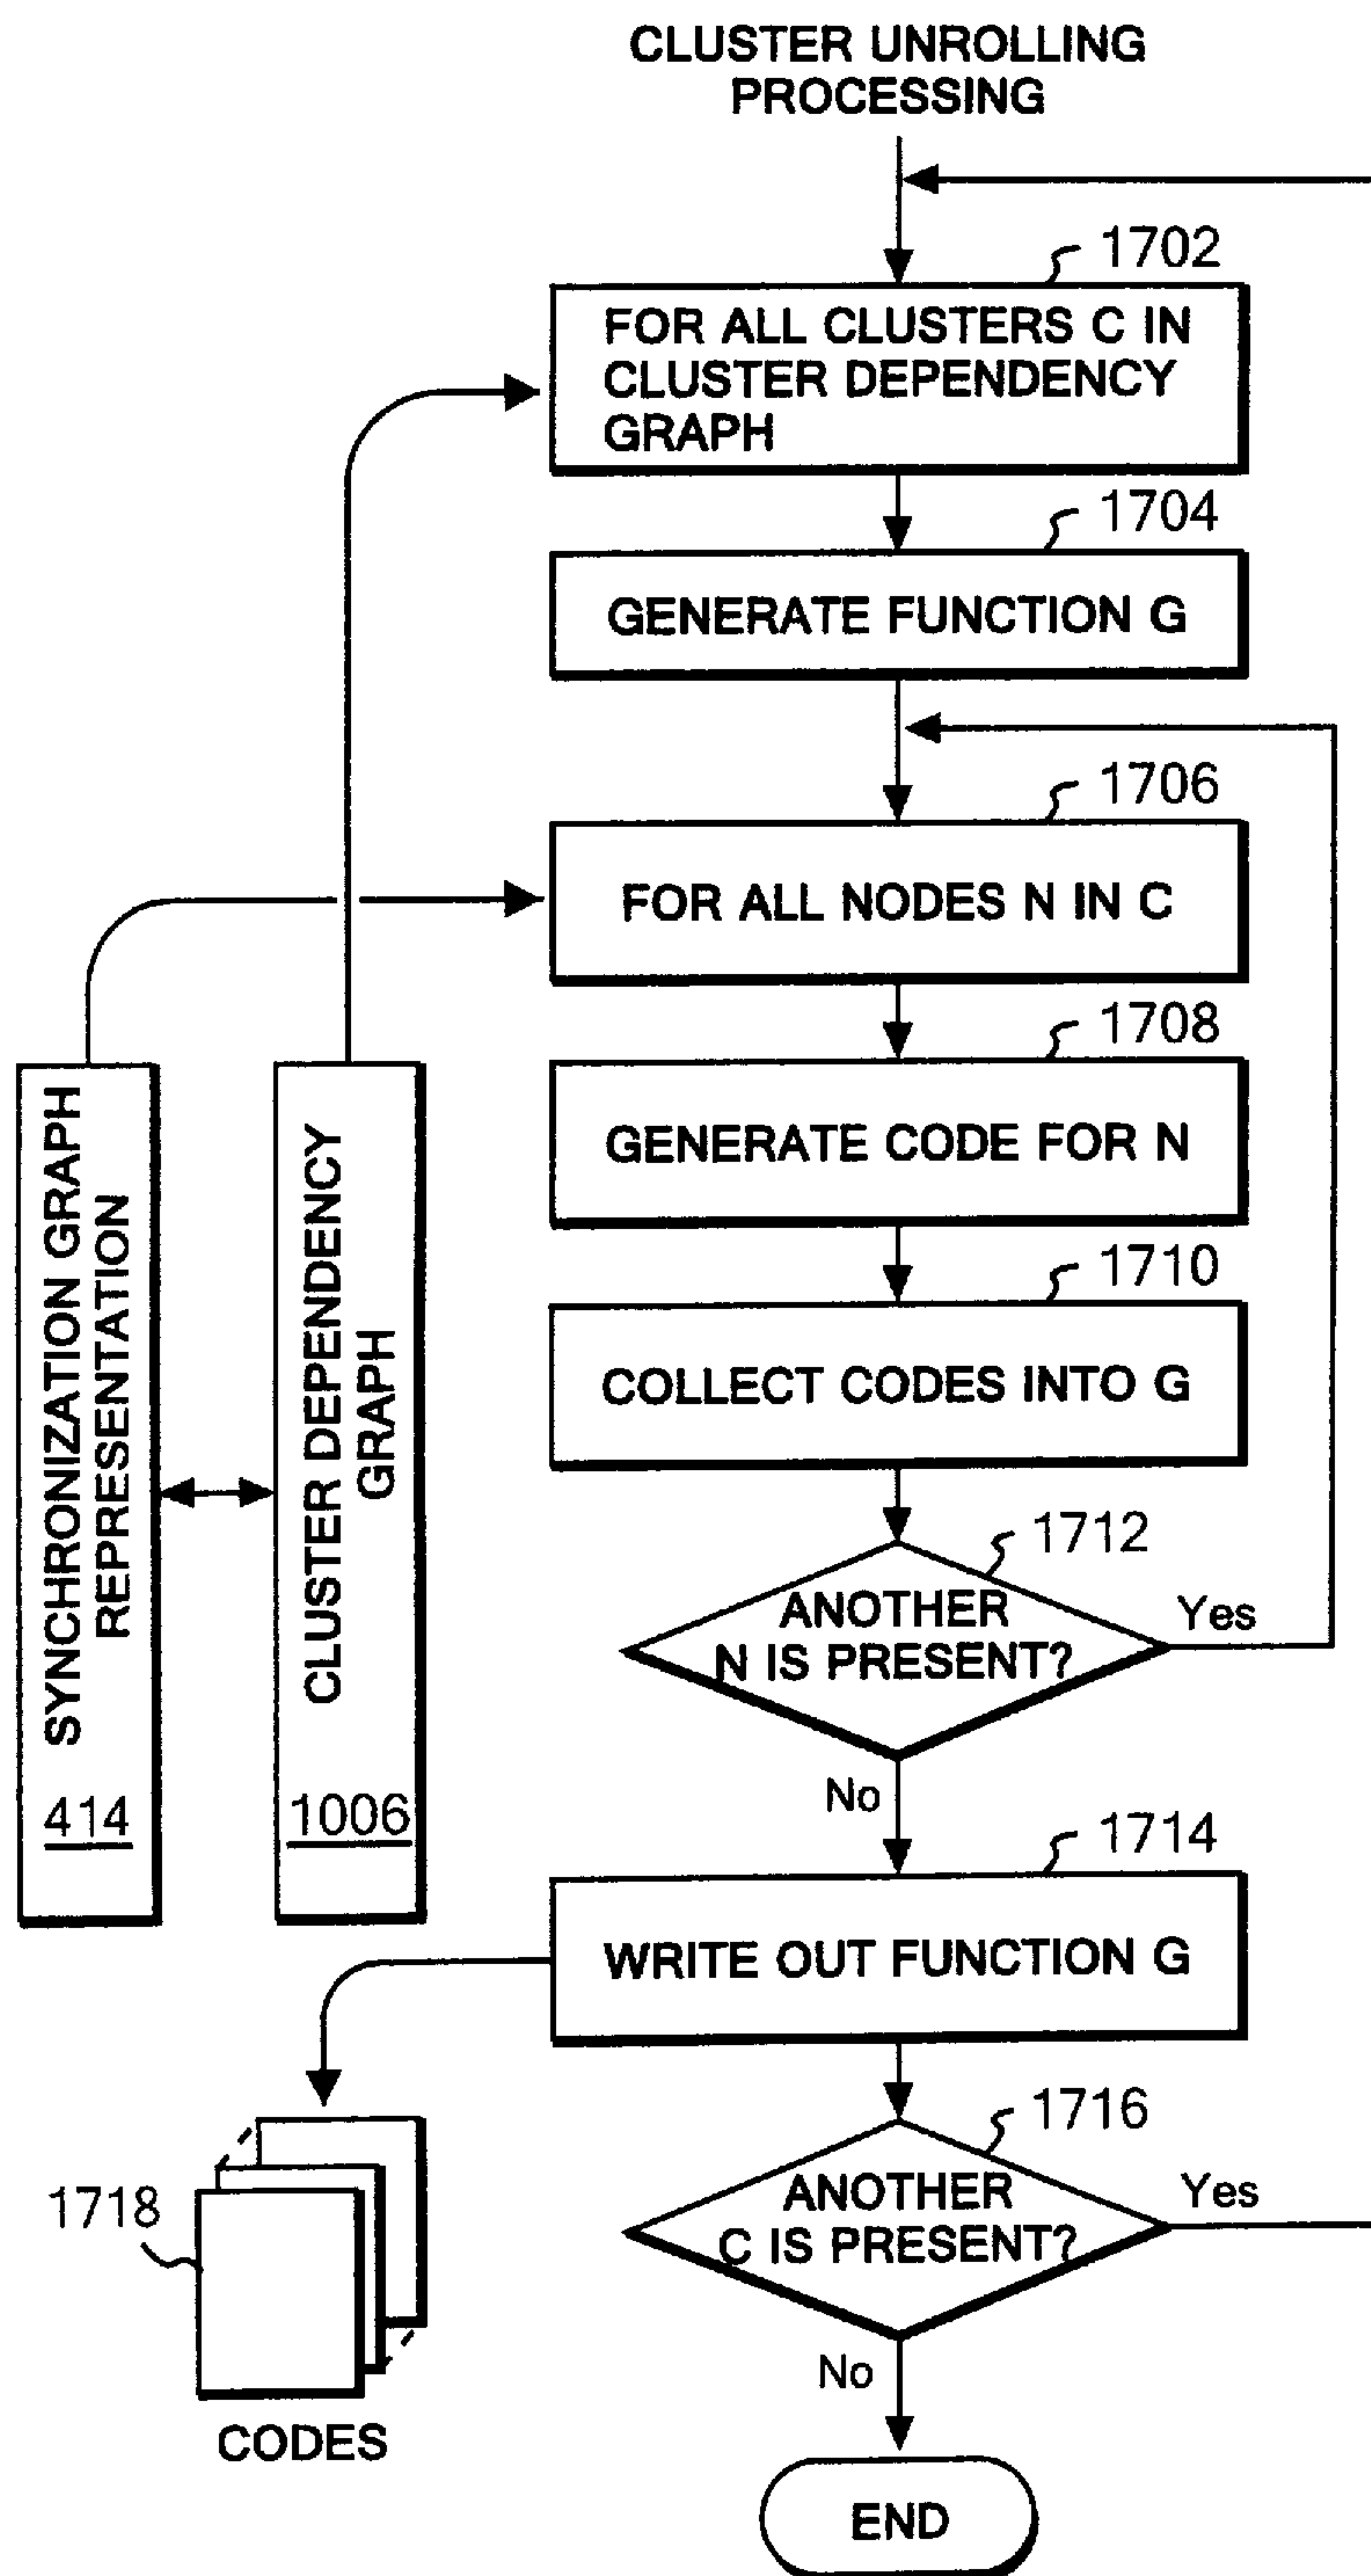 CLUSTER UNROLLING
PROCESSING
1702
FOR ALL CLUSTERS C IN
CLUSTER DEPENDENCY
GRAPH
1704
GENERATE FUNCTION G
1706
FOR ALL NODES N IN C
1708
GENERATE CODE FOR N
1710
COLLECT CODES INTO G
1712
ANOTHER
N IS PRESENT?
Yes
No
SYNCHRONIZATION GRAPH
REPRESENTATION
414
CLUSTER DEPENDENCY
GRAPH
1006
1714
WRITE OUT FUNCTION G
1716
ANOTHER
C IS PRESENT?
Yes
No
1718
CODES
END